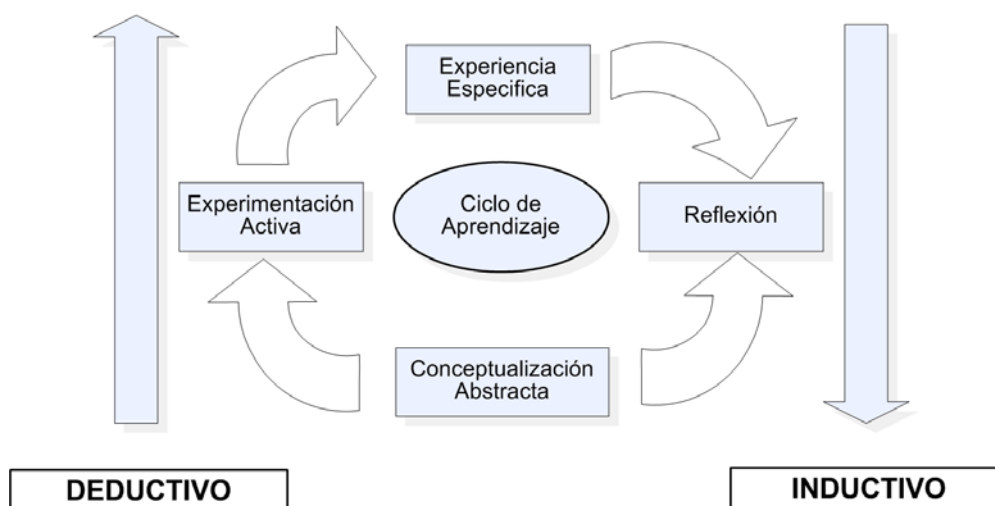 Experiencia
Especifica
Experimentación
Activa
Ciclo de
Aprendizaje
Reflexión
Conceptualización
Abstracta
DEDUCTIVO
INDUCTIVO